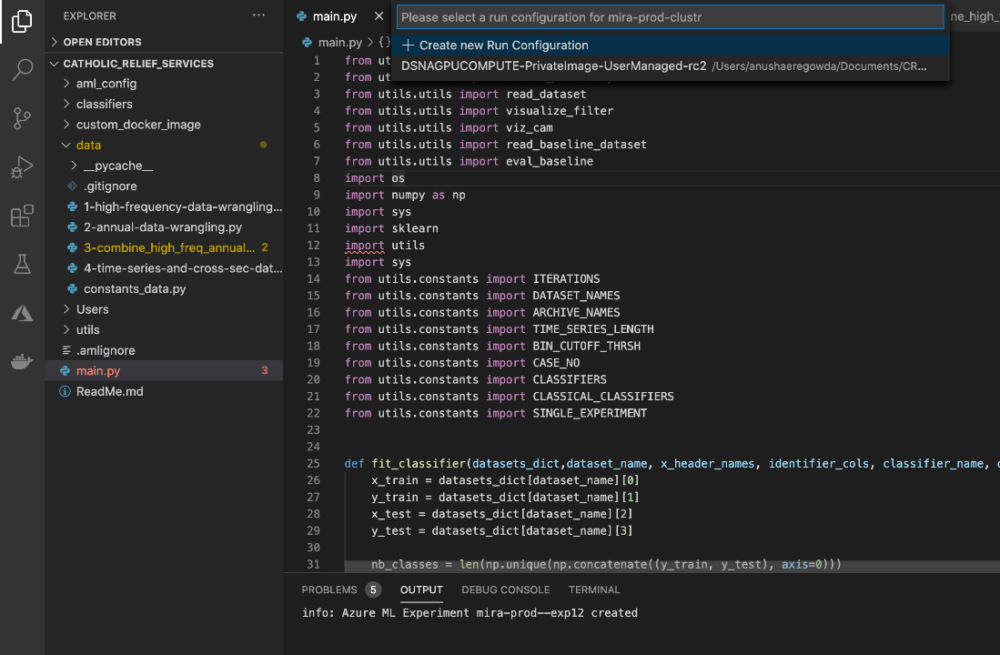 EXPLORER
...
OPEN EDITORS
CATHOLIC_RELIEF_SERVICES
aml_config
classifiers
custom_docker_image
data
__pycache__
.gitignore
1-high-frequency-data-wrangling...
2-annual-data-wrangling.py
3-combine_high_freq_annual... 2
4-time-series-and-cross-sec-dat...
constants_data.py
Users
utils
.amlignore
main.py 3
ReadMe.md
main.py
ne_high_
main.py > {}
Please select a run configuration for mira-prod-clustr
+ Create new Run Configuration
DSNAGPUCOMPUTE-PrivateImage-UserManaged-rc2 /Users/anushaeregowda/Documents/CR...
1 from ut
2 from ut
3 from utils.utils import read_dataset
4 from utils.utils import visualize_filter
5 from utils.utils import viz_cam
6 from utils.utils import read_baseline_dataset
7 from utils.utils import eval_baseline
8 import os
9 import numpy as np
10 import sys
11 import sklearn
12 import utils
13 import sys
14 from utils.constants import ITERATIONS
15 from utils.constants import DATASET_NAMES
16 from utils.constants import ARCHIVE_NAMES
17 from utils.constants import TIME_SERIES_LENGTH
18 from utils.constants import BIN_CUTOFF_THRSH
19 from utils.constants import CASE_NO
20 from utils.constants import CLASSIFIERS
21 from utils.constants import CLASSICAL_CLASSIFIERS
22 from utils.constants import SINGLE_EXPERIMENT
23
24
25 def fit_classifier(datasets_dict,dataset_name, x_header_names, identifier_cols, classifier_name,
26 x_train = datasets_dict[dataset_name][0]
27 y_train = datasets_dict[dataset_name][1]
28 x_test = datasets_dict[dataset_name][2]
29 y_test = datasets_dict[dataset_name][3]
30
31 nb_classes = len(np.unique(np.concatenate((y_train, y_test), axis=0)))
PROBLEMS 5 OUTPUT DEBUG CONSOLE TERMINAL
info: Azure ML Experiment mira-prod--exp12 created